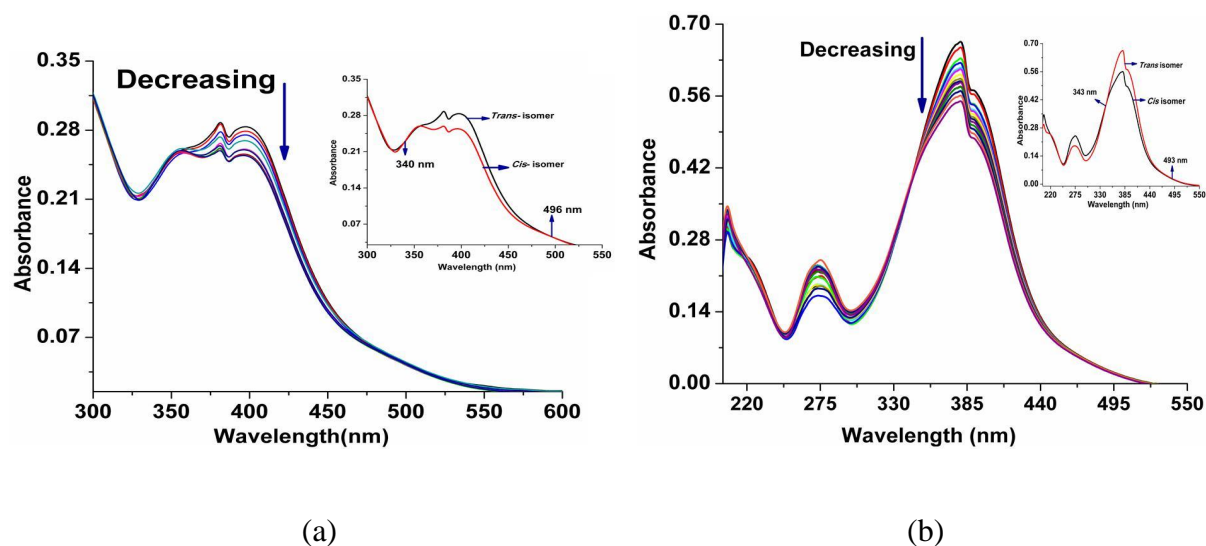 0.35
0.28
0.21
0.14
0.07
300
350
400
450
500
550
600
Absorbance
Wavelength(nm)
Decreasing
0.35
0.28
0.21
0.14
0.07
300
350
400
450
500
550
Absorbance
Wavelength (nm)
Trans- isomer
Cis- isomer
340 nm
496 nm
(a)
0.70
0.56
0.42
0.28
0.14
0.00
220
275
330
385
440
495
550
Absorbance
Wavelength (nm)
Decreasing
0.70
0.56
0.42
0.28
0.14
0.00
220
275
330
385
440
495
550
Absorbance
Wavelength (nm)
Trans isomer
Cis isomer
343 nm
493 nm
(b)